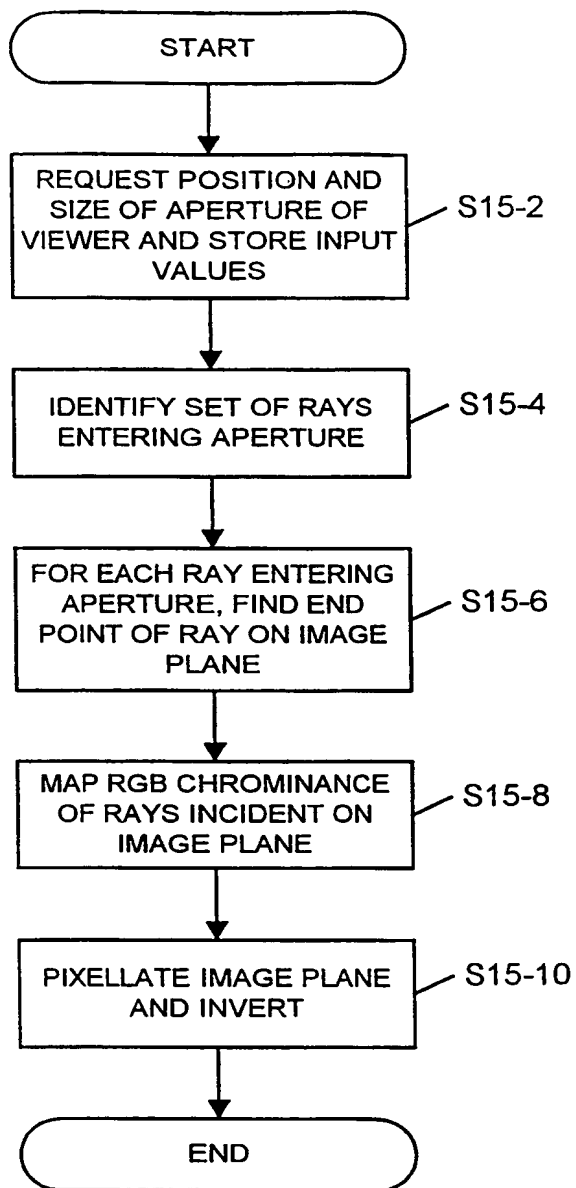 START
REQUEST POSITION AND
SIZE OF APERTURE OF
VIEWER AND STORE INPUT
VALUES
S15-2
IDENTIFY SET OF RAYS
ENTERING APERTURE
S15-4
FOR EACH RAY ENTERING
APERTURE, FIND END
POINT OF RAY ON IMAGE
PLANE
S15-6
MAP RGB CHROMINANCE
OF RAYS INCIDENT ON
IMAGE PLANE
S15-8
PIXELLATE IMAGE PLANE
AND INVERT
S15-10
END